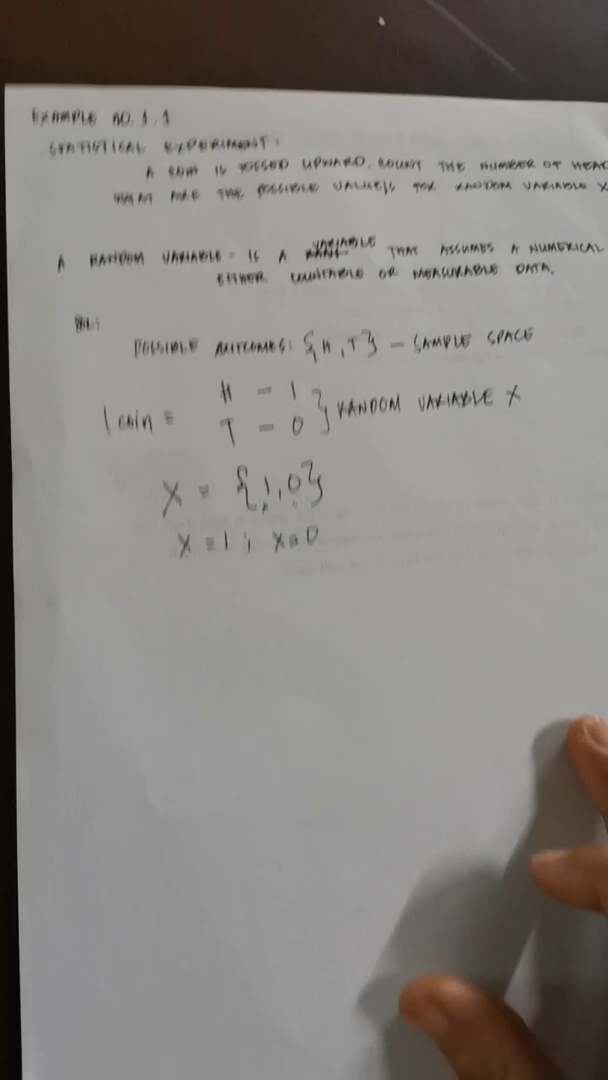 EXAMPLE NO. 1.1
STATISTICAL EXPERIMENT:
A COIN IS TOSSED UPWARD. COUNT THE NUMBER OF HEAD
WHAT ARE THE POSSIBLE VALUE/S FOR RANDOM VARIABLE X
VARIABLE
A RANDOM VARIABLE - IS A THAT ASSUMES A NUMERICAL
EITHER COUNTABLE OR MEASURABLE DATA.
POSSIBLE OUTCOMES: {H, T} - SAMPLE SPACE
H - 1
1 coin = } RANDOM VARIABLE X
T - 0
X = {1, 0}
X = 1 ; X = 0